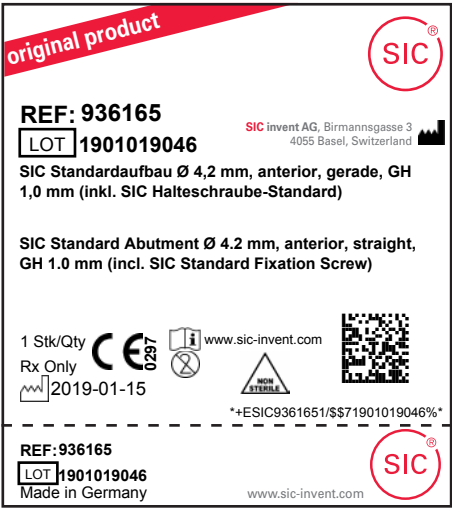 original product
SIC®
REF: 936165
LOT 1901019046
SIC invent AG, Birmannsgasse 3
4055 Basel, Switzerland
SIC Standardaufbau Ø 4,2 mm, anterior, gerade, GH
1,0 mm (inkl. SIC Halteschraube-Standard)
SIC Standard Abutment Ø 4.2 mm, anterior, straight,
GH 1.0 mm (incl. SIC Standard Fixation Screw)
1 Stk/Qty
CE 0297
i www.sic-invent.com
Rx Only
2
NON
STERILE
2019-01-15
*+ESIC9361651/$$71901019046%*
REF: 936165
LOT 1901019046
Made in Germany
www.sic-invent.com
SIC®